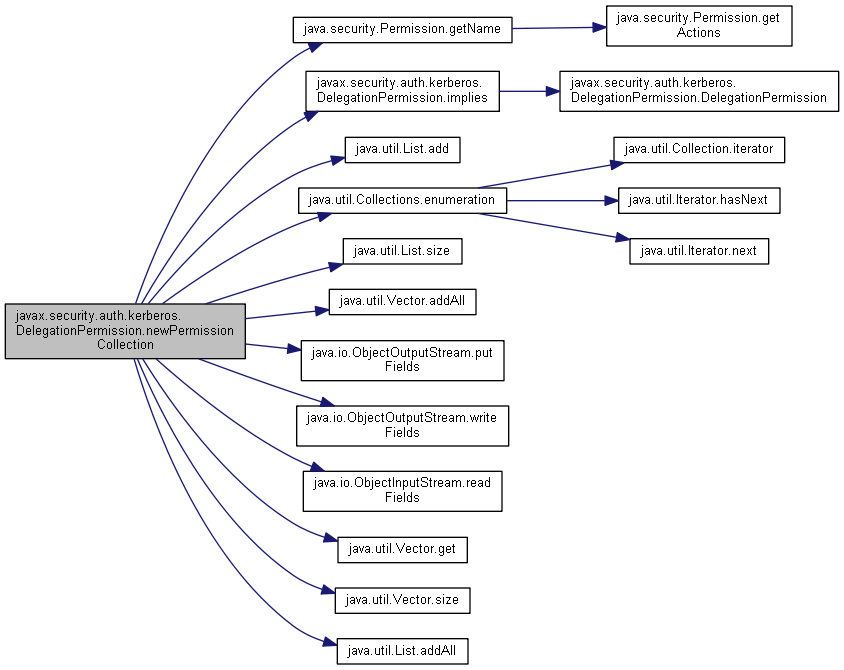 java.security.Permission.getName
java.security.Permission.get
Actions
javax.security.auth.kerberos.
DelegationPermission.implies
javax.security.auth.kerberos.
DelegationPermission.DelegationPermission
java.util.List.add
java.util.Collections.enumeration
java.util.Collection.iterator
java.util.Iterator.hasNext
java.util.Iterator.next
java.util.List.size
java.util.Vector.addAll
javax.security.auth.kerberos.
DelegationPermission.newPermission
Collection
java.io.ObjectOutputStream.put
Fields
java.io.ObjectOutputStream.write
Fields
java.io.ObjectInputStream.read
Fields
java.util.Vector.get
java.util.Vector.size
java.util.List.addAll